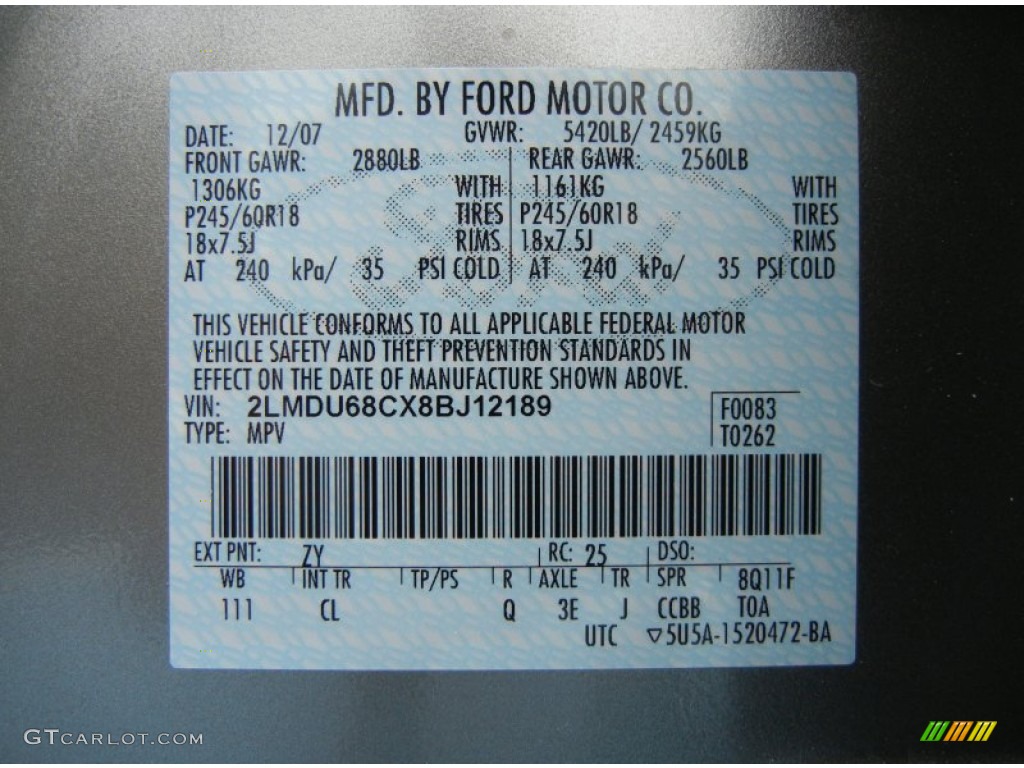 MFD. BY FORD MOTOR CO.
DATE: 12/07 GVWR: 5420LB/ 2459KG
FRONT GAWR: 2880LB REAR GAWR: 2560LB
1306KG WITH 1161KG WITH
P245/60R18 TIRES P245/60R18 TIRES
18x7.5J RIMS 18x7.5J RIMS
AT 240 kPa/ 35 PSI COLD AT 240 kPa/ 35 PSI COLD
THIS VEHICLE CONFORMS TO ALL APPLICABLE FEDERAL MOTOR
VEHICLE SAFETY AND THEFT PREVENTION STANDARDS IN
EFFECT ON THE DATE OF MANUFACTURE SHOWN ABOVE.
VIN: 2LMDU68CX8BJ12189 F0083
TYPE: MPV T0262
EXT PNT: ZY RC: 25 DSO:
WB INT TR TP/PS R AXLE TR SPR 8Q11F
111 CL Q 3E J CCBB TOA
UTC ▽5U5A-1520472-BA
GTCARLOT.COM